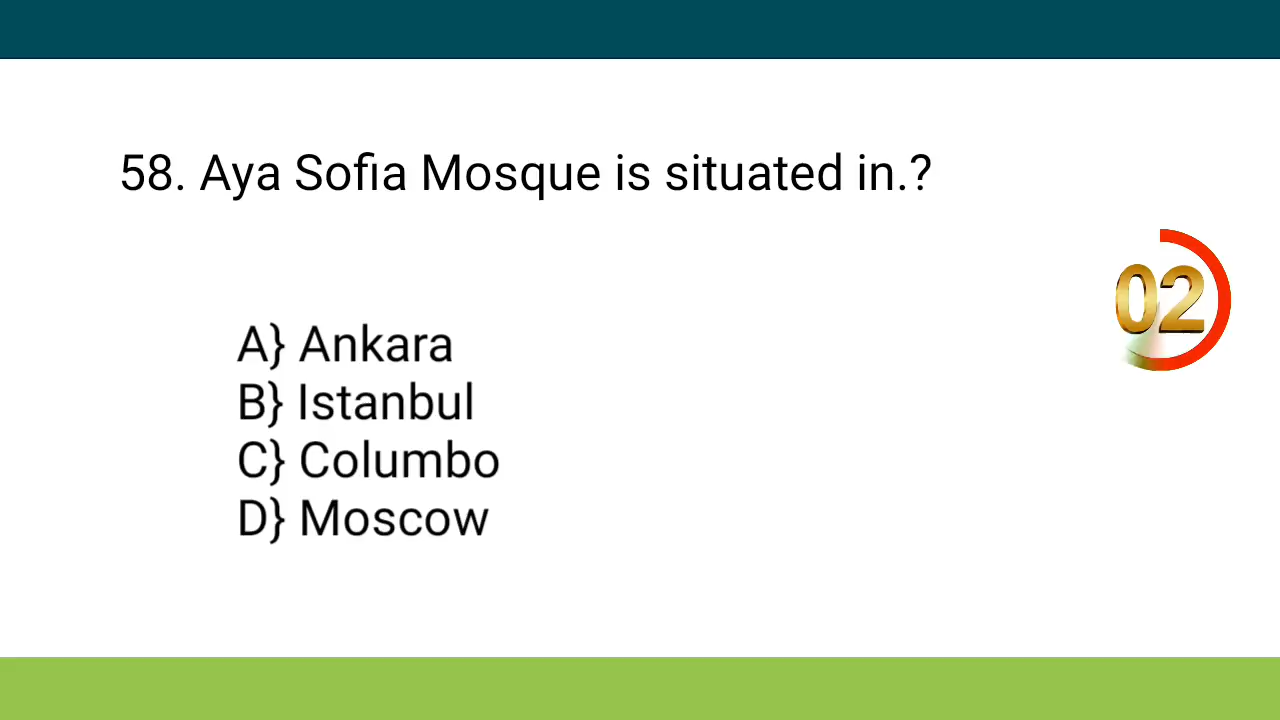 58. Aya Sofia Mosque is situated in.?
02
A} Ankara
B} Istanbul
C} Columbo
D} Moscow